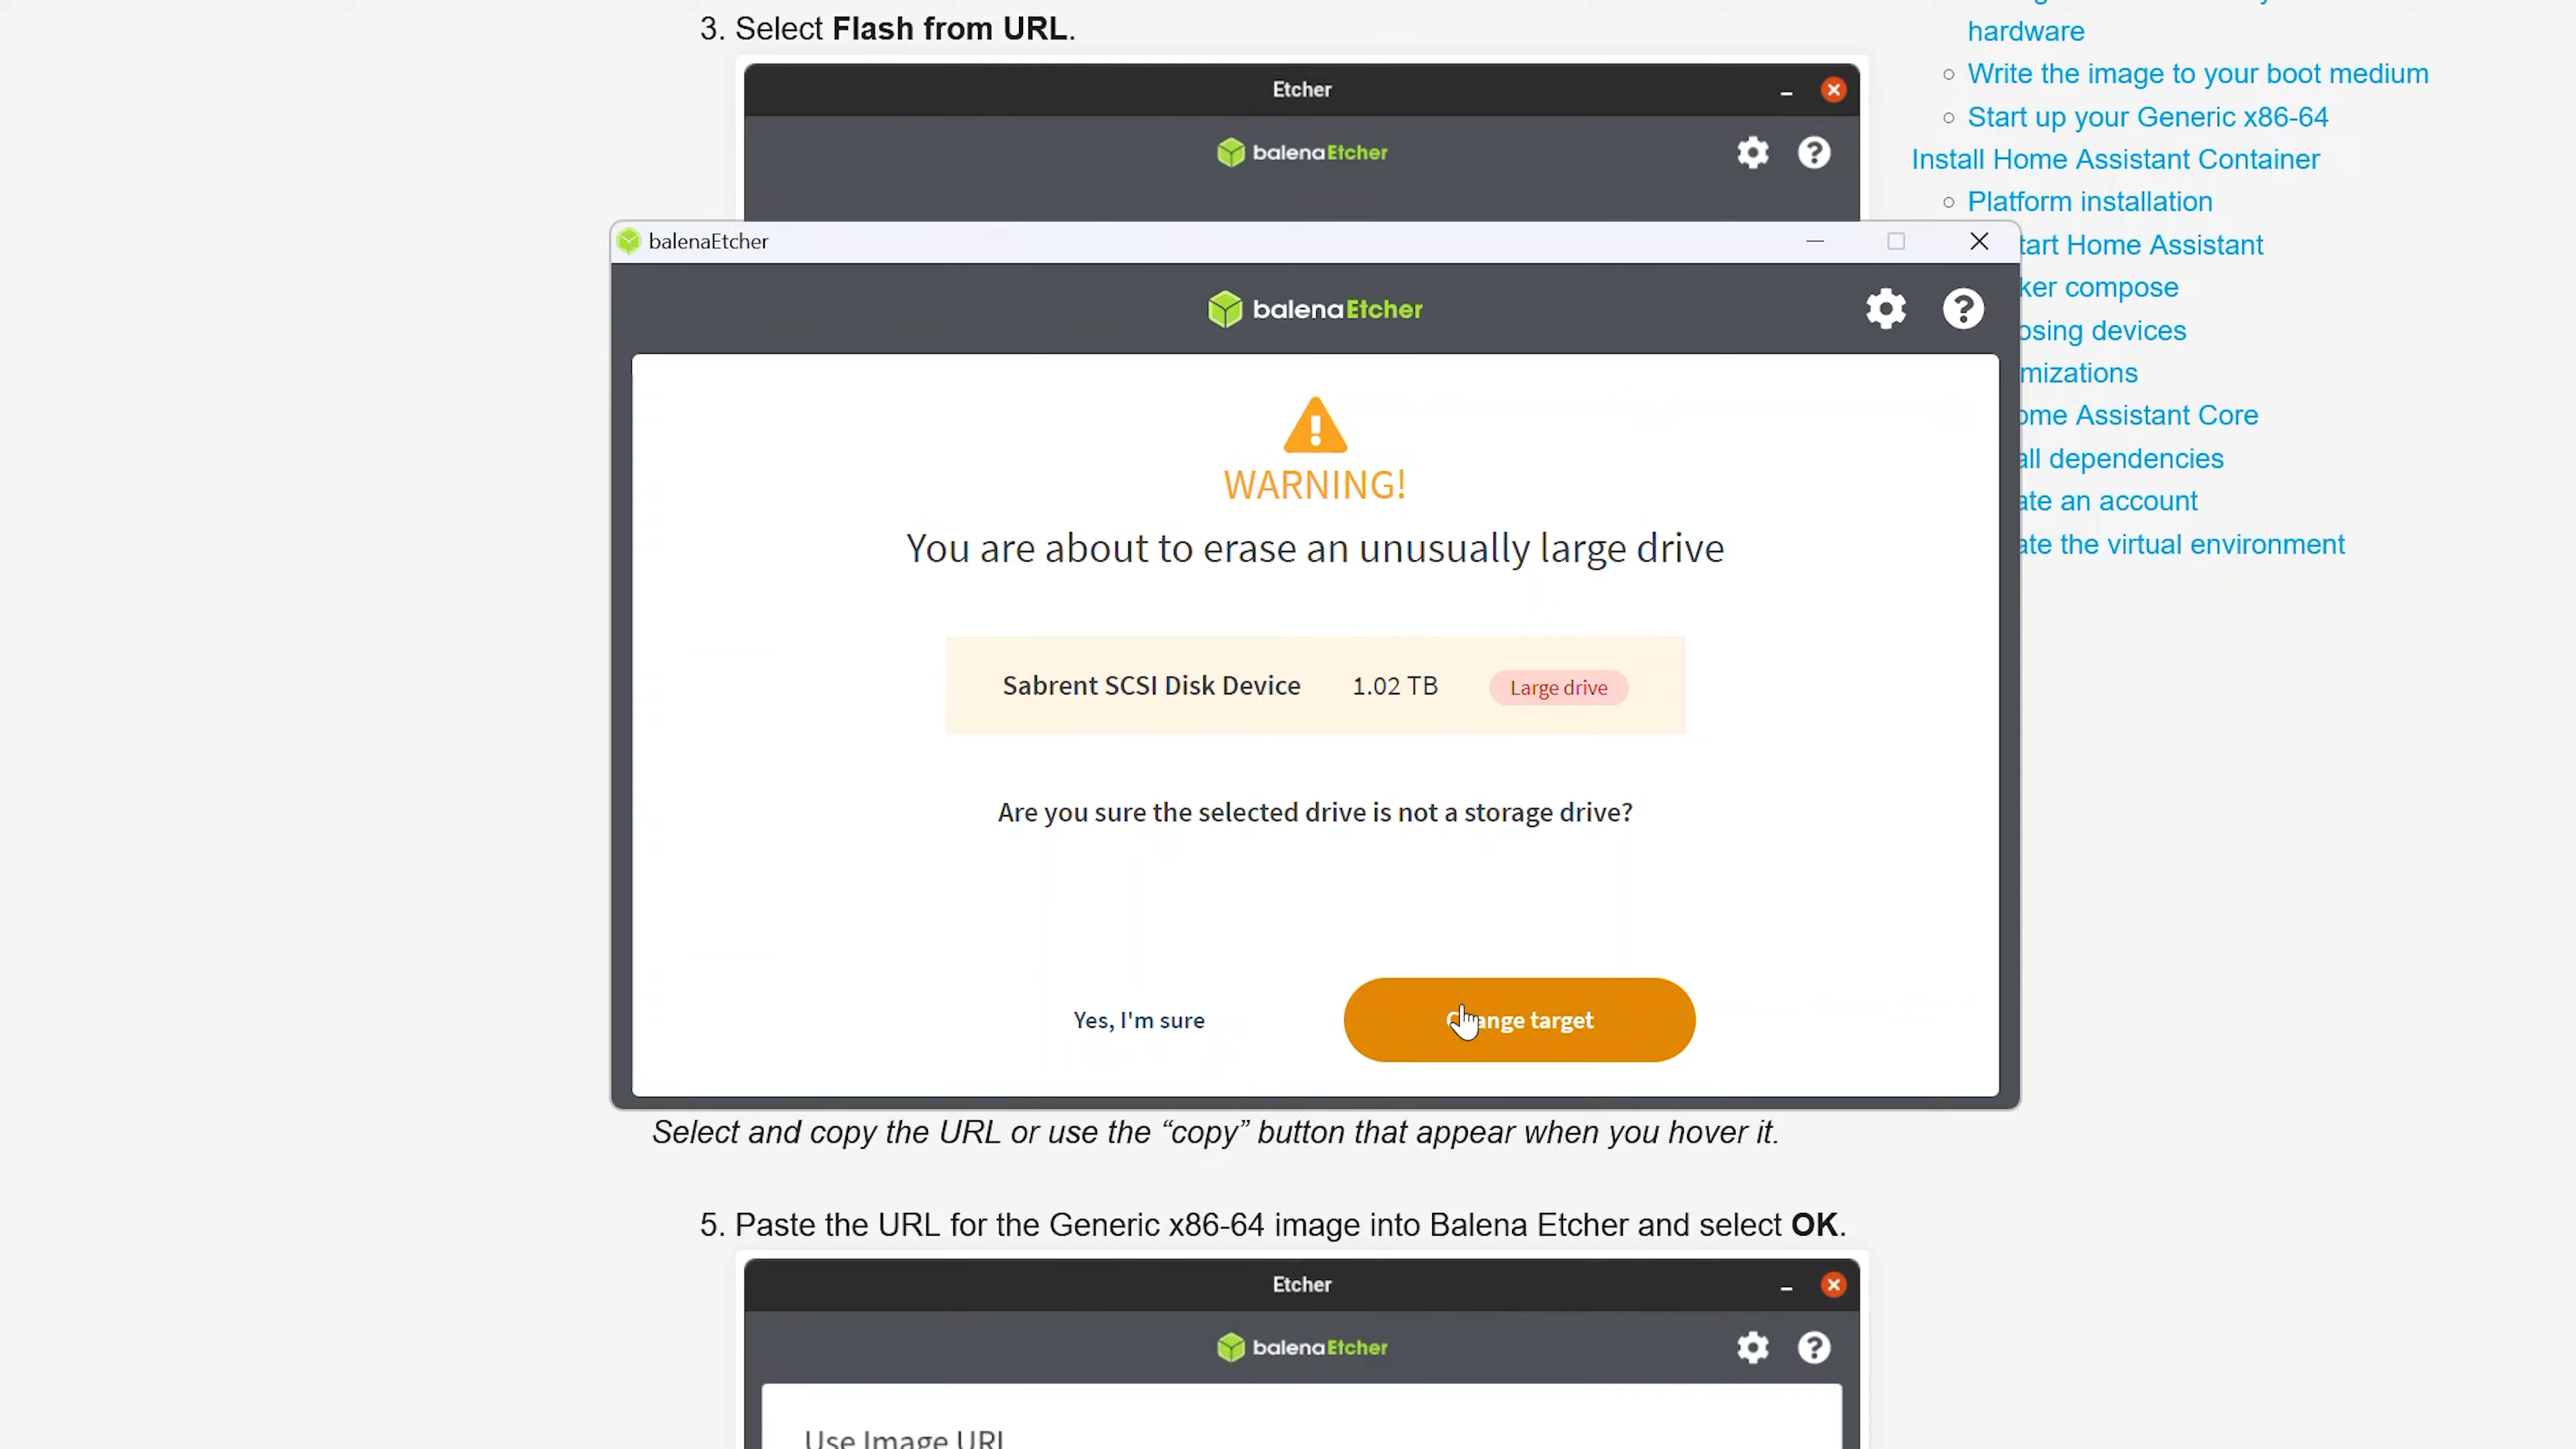 3. Select Flash from URL.
Etcher
balenaEtcher
hardware
Write the image to your boot medium
Start up your Generic x86-64
Install Home Assistant Container
Platform installation
tart Home Assistant
ker compose
osing devices
mizations
ome Assistant Core
all dependencies
ate an account
ate the virtual environment
balenaEtcher
balenaEtcher
WARNING!
You are about to erase an unusually large drive
Sabrent SCSI Disk Device 1.02 TB Large drive
Are you sure the selected drive is not a storage drive?
Yes, I'm sure
Change target
Select and copy the URL or use the “copy” button that appear when you hover it.
5. Paste the URL for the Generic x86-64 image into Balena Etcher and select OK.
Etcher
balenaEtcher
Use Image URL